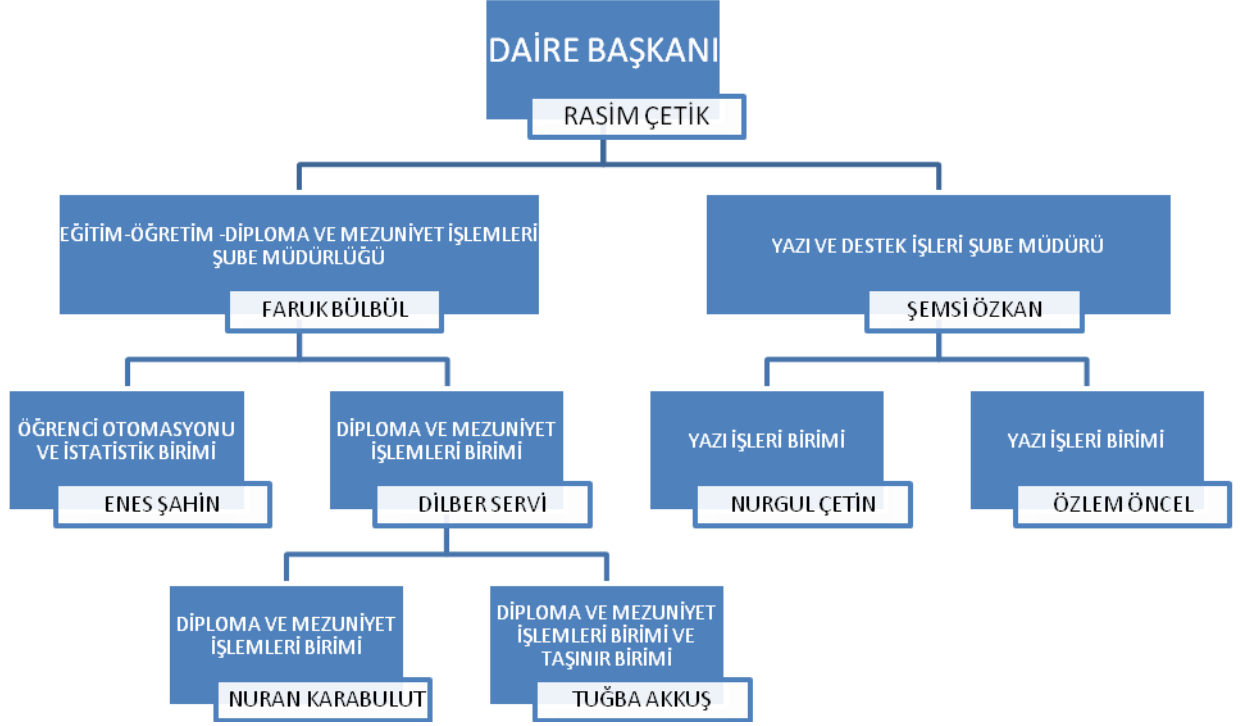 DAİRE BAŞKANI
RASİM ÇETİK
EĞİTİM-ÖĞRETİM -DİPLOMA VE MEZUNİYET İŞLEMLERİ
ŞUBE MÜDÜRLÜĞÜ
FARUK BÜLBÜL
YAZI VE DESTEK İŞLERİ ŞUBE MÜDÜRÜ
ŞEMSİ ÖZKAN
ÖĞRENCİ OTOMASYONU
VE İSTATİSTİK BİRİMİ
ENES ŞAHİN
DİPLOMA VE MEZUNİYET
İŞLEMLERİ BİRİMİ
DİLBER SERVİ
YAZI İŞLERİ BİRİMİ
NURGUL ÇETİN
YAZI İŞLERİ BİRİMİ
ÖZLEM ÖNCEL
DİPLOMA VE MEZUNİYET
İŞLEMLERİ BİRİMİ
NURAN KARABULUT
DİPLOMA VE MEZUNİYET
İŞLEMLERİ BİRİMİ VE
TAŞINIR BİRİMİ
TUĞBA AKKUŞ